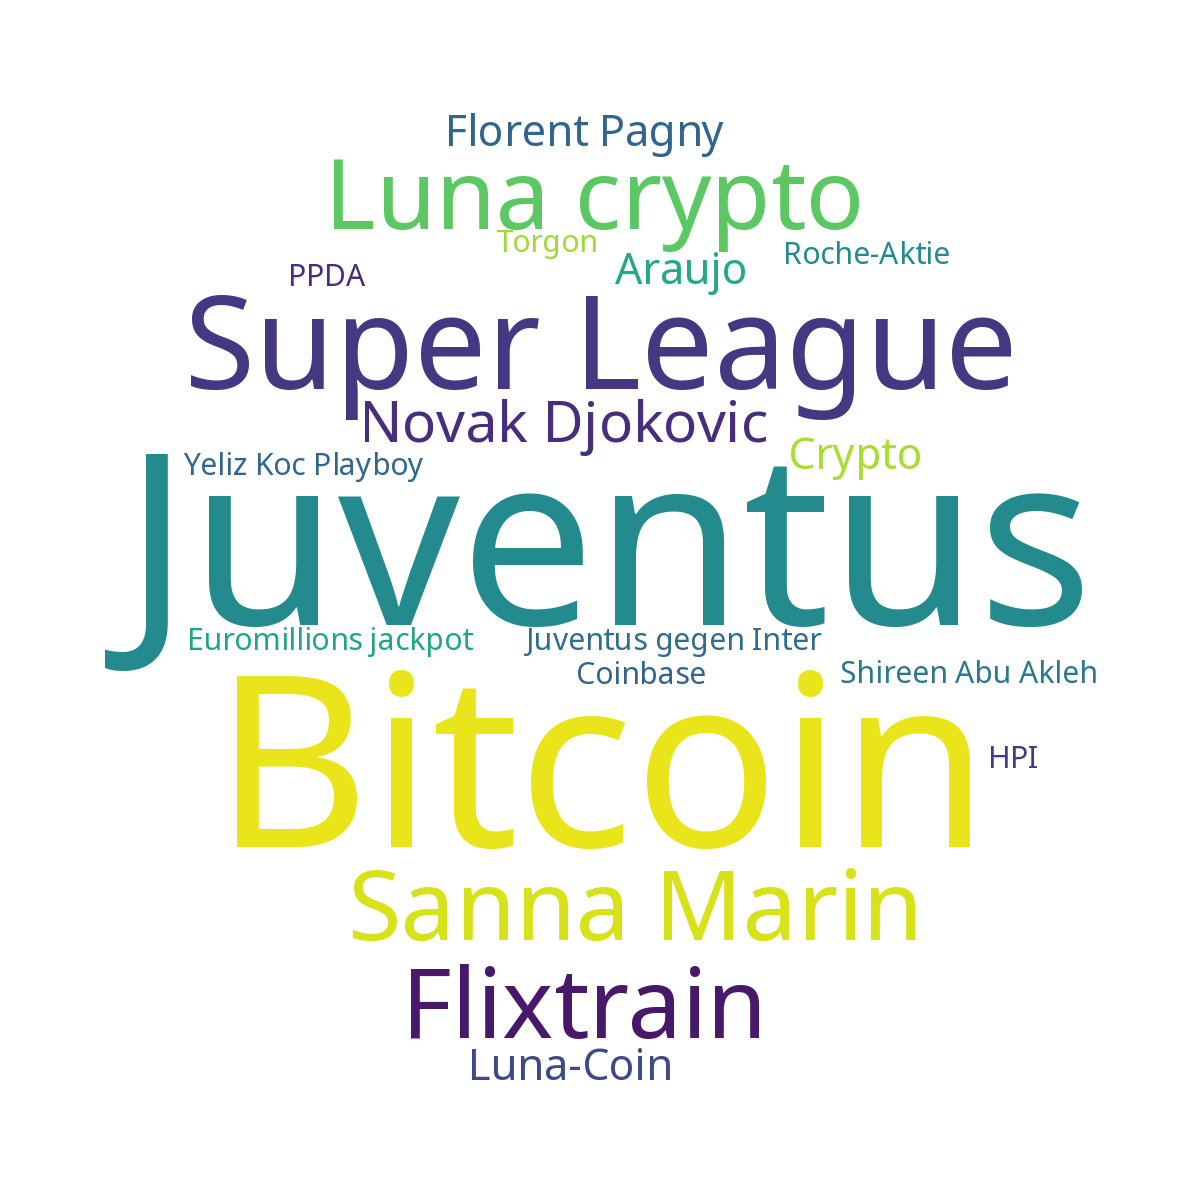 Florent Pagny
Luna crypto
Torgon
Roche-Aktie
Araujo
PPDA
Super League
Novak Djokovic
Crypto
Yeliz Koc Playboy
Juventus
Euromillions jackpot
Juventus gegen Inter
Coinbase
Shireen Abu Akleh
Bitcoin
HPI
Sanna Marin
Flixtrain
Luna-Coin